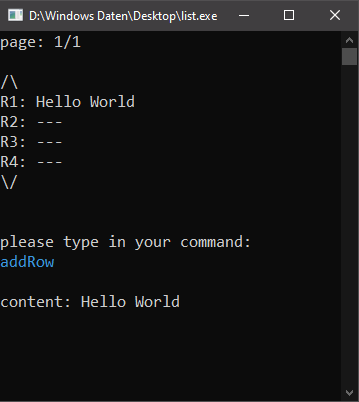 D:\Windows Daten\Desktop\list.exe
page: 1/1
/\
R1: Hello World
R2: ---
R3: ---
R4: ---
\/
please type in your command:
addRow
content: Hello World